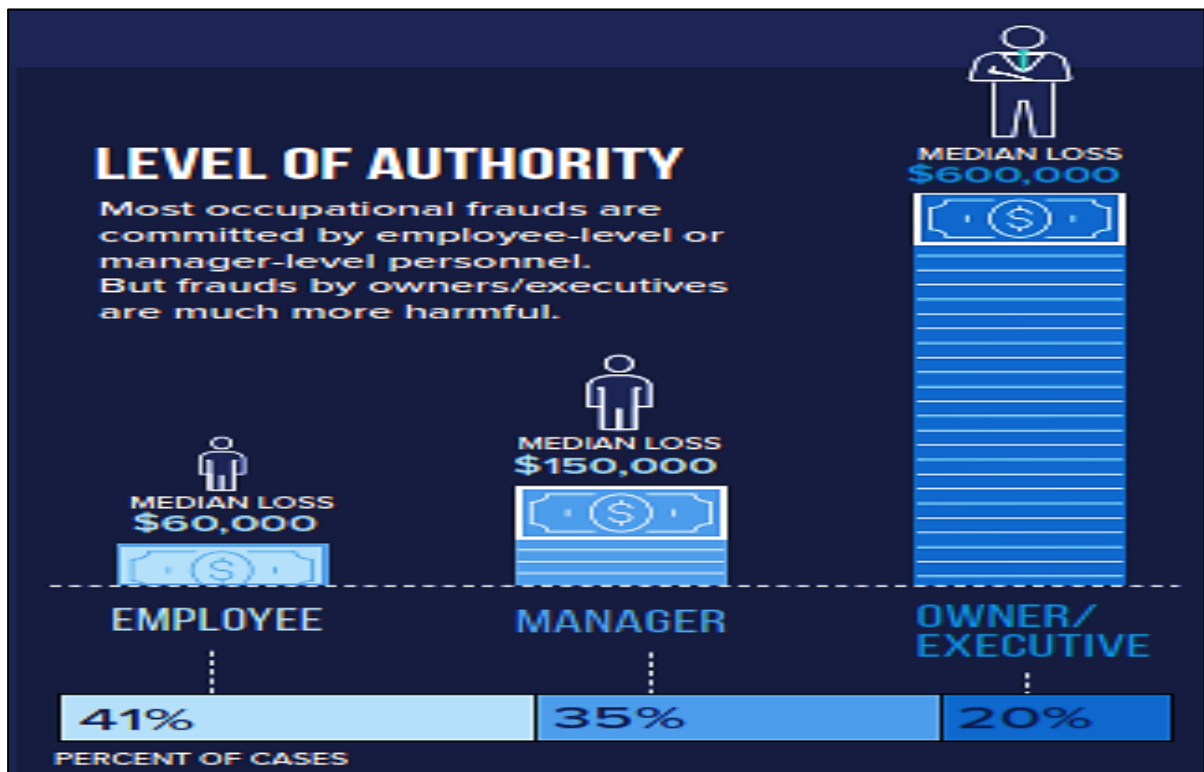 LEVEL OF AUTHORITY
Most occupational frauds are
committed by employee-level or
manager-level personnel.
But frauds by owners/executives
are much more harmful.
MEDIAN LOSS
$60,000
MEDIAN LOSS
$150,000
MEDIAN LOSS
$600,000
$
$
$
EMPLOYEE
MANAGER
OWNER/
EXECUTIVE
41%
35%
20%
PERCENT OF CASES